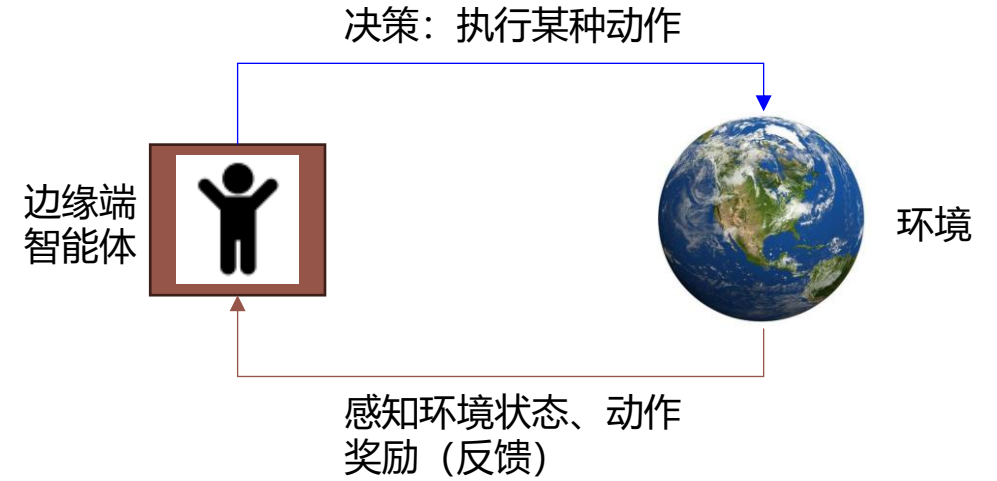 决策：执行某种动作
边缘端
智能体
环境
感知环境状态、动作
奖励（反馈）